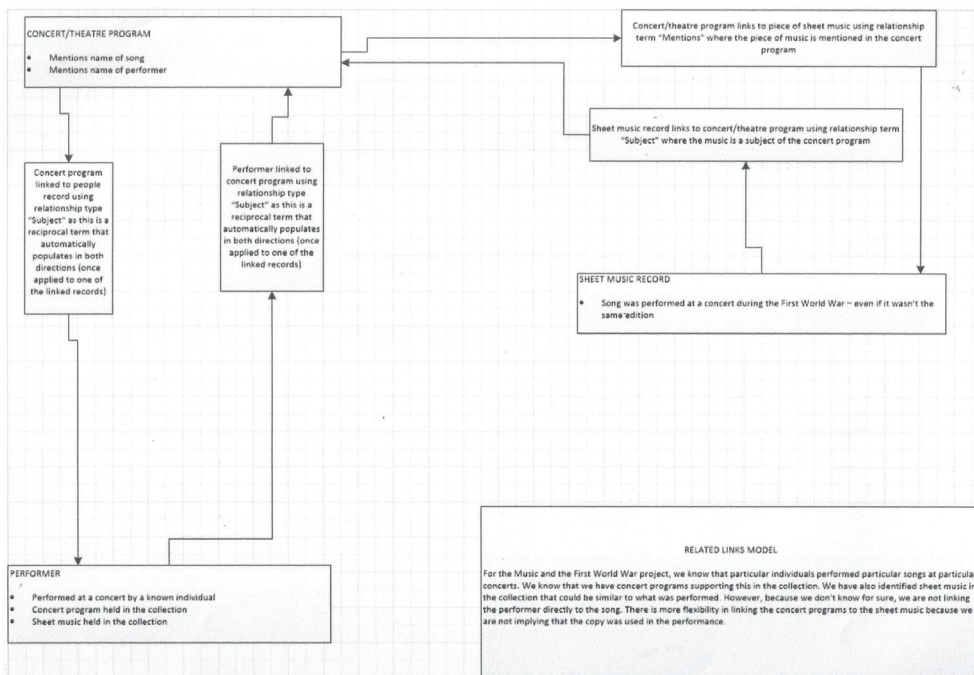 CONCERT/THEATRE PROGRAM
• Mentions name of song
• Mentions name of performer
Concert/theatre program links to piece of sheet music using relationship
term "Mentions" where the piece of music is mentioned in the concert
program
Sheet music record links to concert/theatre program using relationship term
"Subject" where the music is a subject of the concert program
Concert program
linked to people
record using
relationship type
"Subject" as this is a
reciprocal term that
automatically
populates in both
directions (once
applied to one of
the linked records)
Performer linked to
concert program using
relationship type
"Subject" as this is a
reciprocal term that
automatically populates
in both directions (once
applied to one of the
linked records)
SHEET MUSIC RECORD
• Song was performed at a concert during the First World War – even if it wasn't the
same edition
PERFORMER
• Performed at a concert by a known individual
• Concert program held in the collection
• Sheet music held in the collection
RELATED LINKS MODEL
For the Music and the First World War project, we know that particular individuals performed particular songs at particular
concerts. We know that we have concert programs supporting this in the collection. We have also identified sheet music in
the collection that could be similar to what was performed. However, because we don't know for sure, we are not linking
the performer directly to the song. There is more flexibility in linking the concert programs to the sheet music because we
are not implying that the copy was used in the performance.